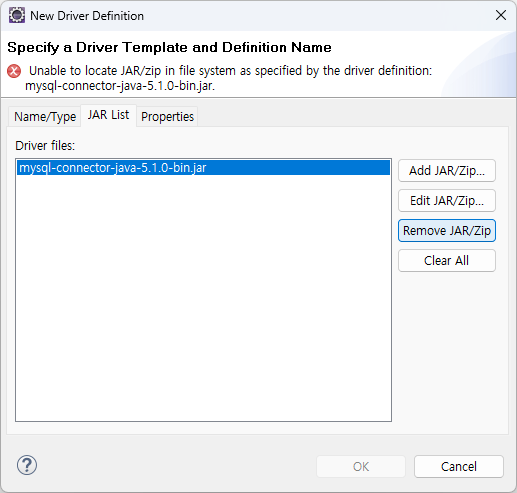 New Driver Definition
Specify a Driver Template and Definition Name
Unable to locate JAR/zip in file system as specified by the driver definition:
mysql-connector-java-5.1.0-bin.jar.
Name/Type JAR List Properties
Driver files:
mysql-connector-java-5.1.0-bin.jar
Add JAR/Zip...
Edit JAR/Zip...
Remove JAR/Zip
Clear All
?
OK Cancel